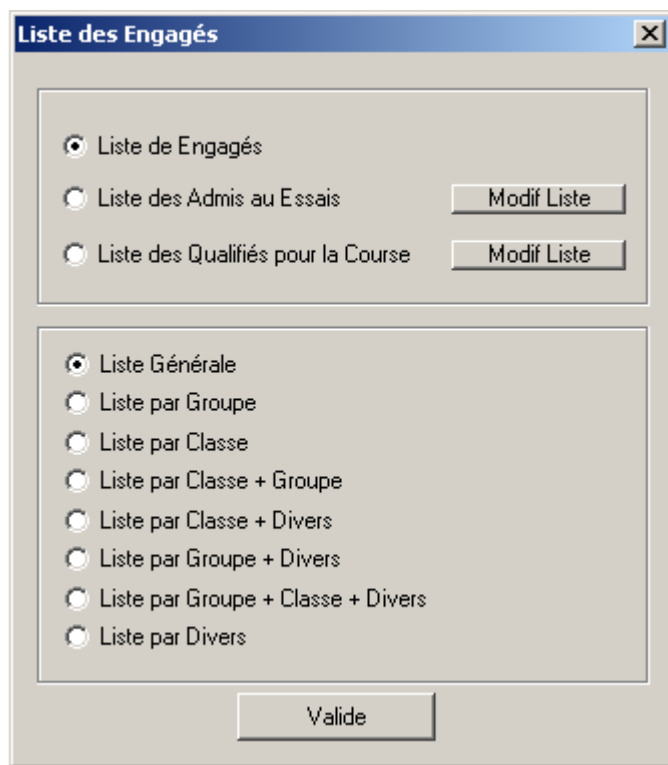 Liste des Engagés
Liste de Engagés
Liste des Admis au Essais Modif Liste
Liste des Qualifiés pour la Course Modif Liste
Liste Générale
Liste par Groupe
Liste par Classe
Liste par Classe + Groupe
Liste par Classe + Divers
Liste par Groupe + Divers
Liste par Groupe + Classe + Divers
Liste par Divers
Valide